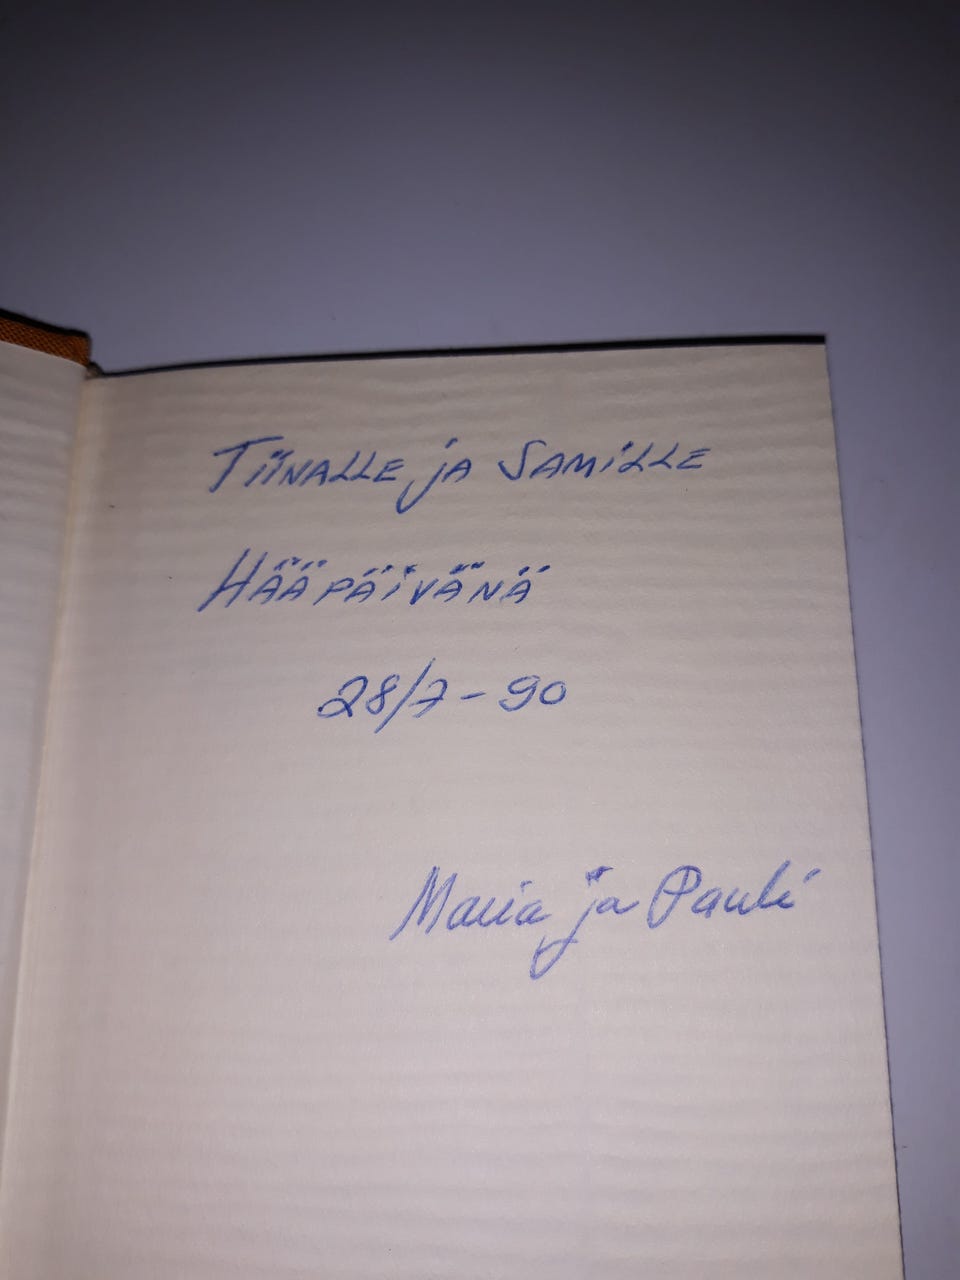 Tiinalle ja Samille
Hääpäivänä
28/7-90
Maria ja Pauli